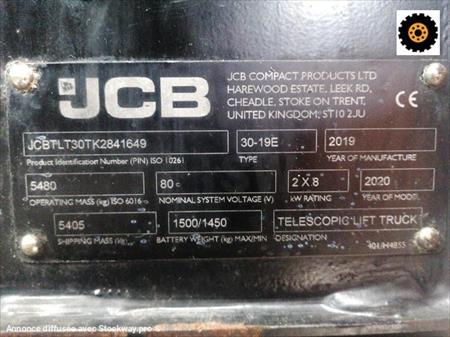 JCB
JCB COMPACT PRODUCTS LTD
HAREWOOD ESTATE, LEEK RD,
CHEADLE, STOKE ON TRENT,
UNITED KINGDOM, ST10 2JU
CE
JCBTLT30TK2841649 30-19E 2019
Product Identification Number (PIN) ISO 10261 TYPE YEAR OF MANUFACTURE
5480 80 2 X 8 2020
OPERATING MASS (kg) ISO 6016 NOMINAL SYSTEM VOLTAGE (V) kW RATING YEAR OF MODEL
5405 1500/1450 TELESCOPIC LIFT TRUCK
SHIPPING MASS (kg) BATTERY WEIGHT (kg) MAX/MIN DESIGNATION
401/H4855
Annonce diffusée avec Stockway.pro ©